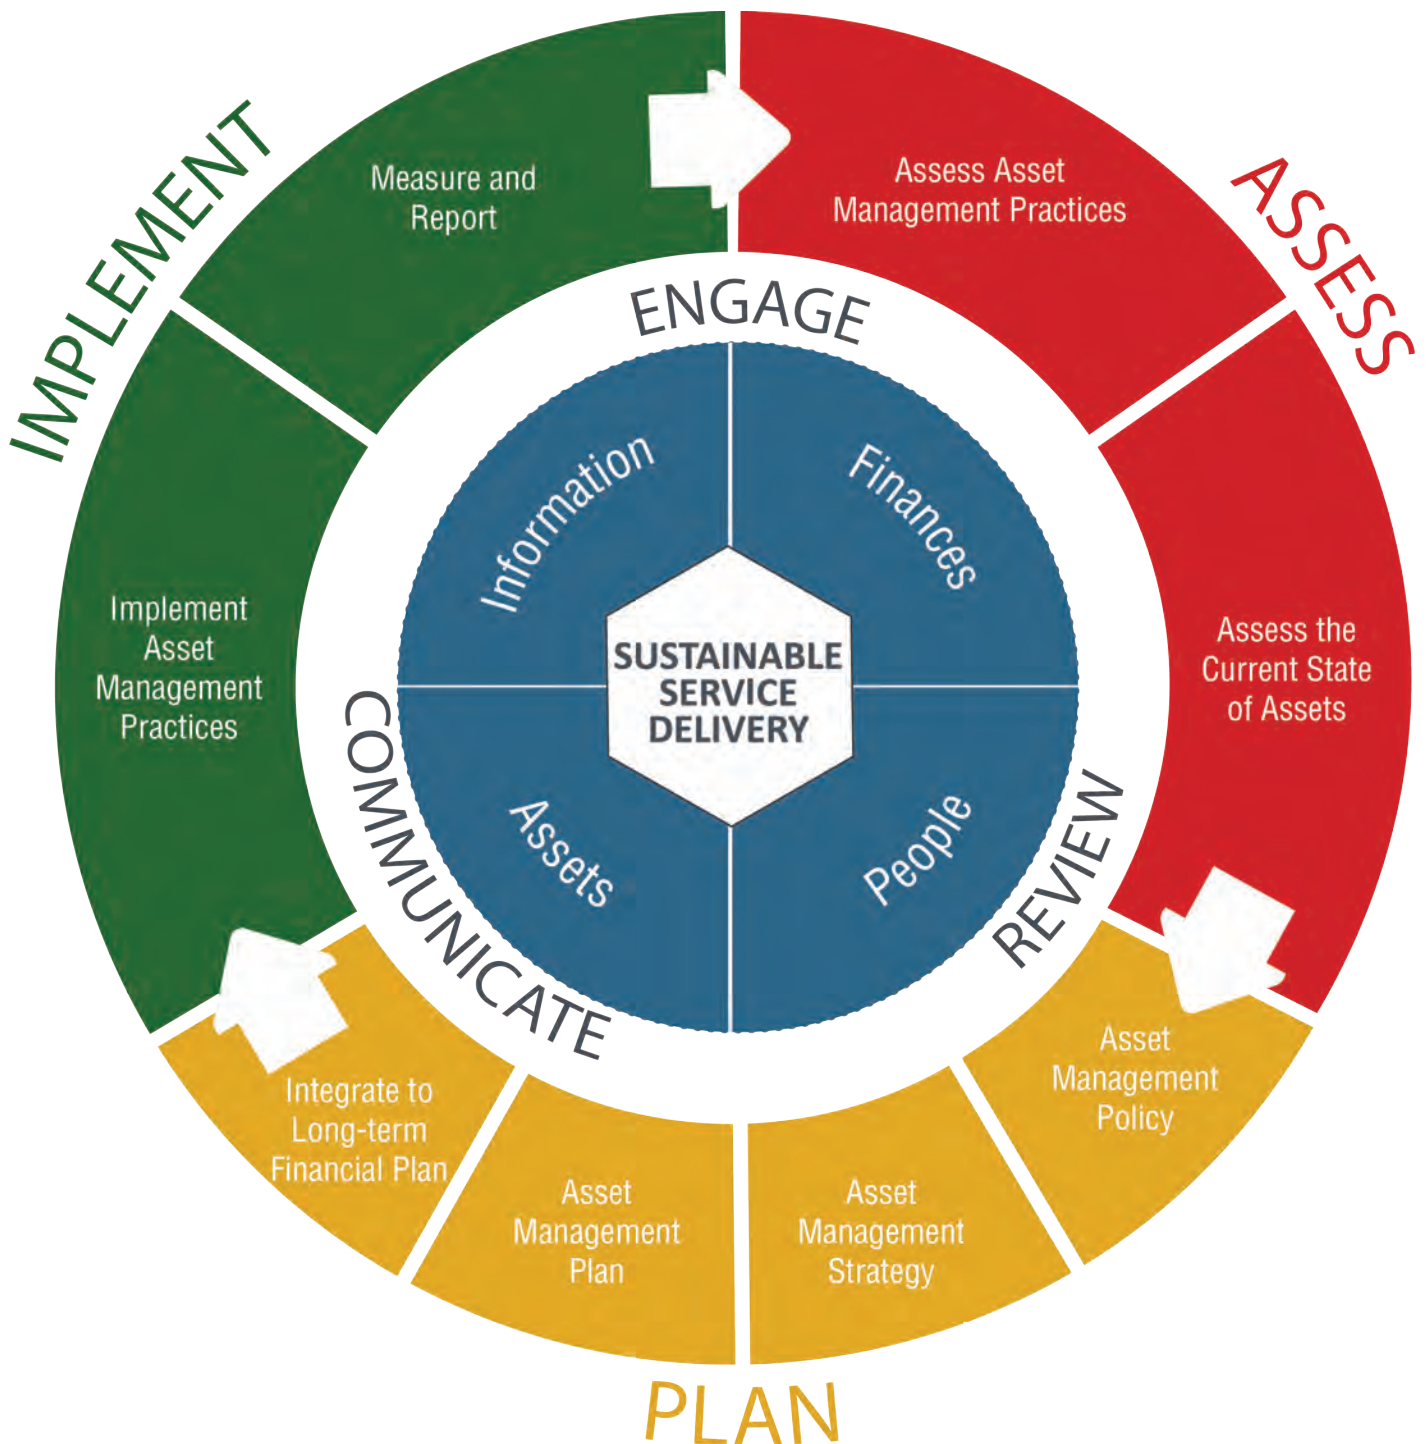 IMPLEMENT
Measure and
Report
Assess Asset
Management Practices
ASSESS
ENGAGE
Information
Finances
Implement
Asset
Management
Practices
SUSTAINABLE
SERVICE
DELIVERY
Assess the
Current State
of Assets
COMMUNICATE
Assets
People
REVIEW
Integrate to
Long-term
Financial Plan
Asset
Management
Plan
Asset
Management
Strategy
Asset
Management
Policy
PLAN